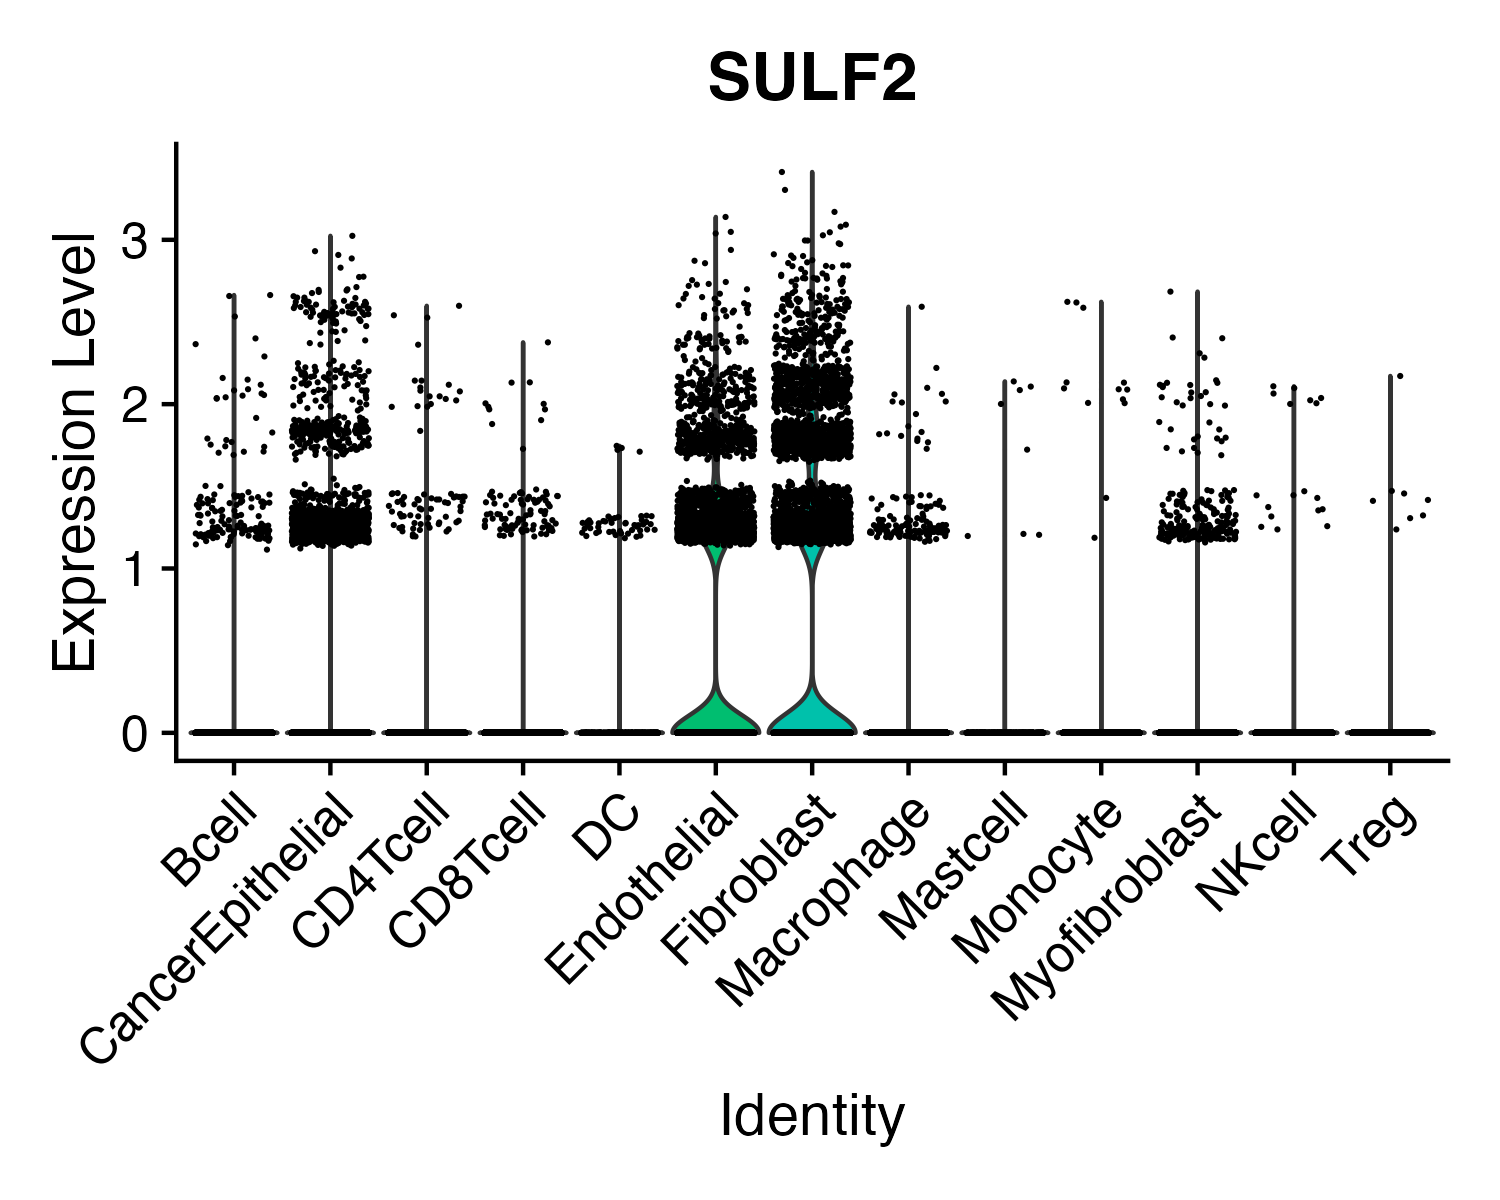 SULF2
Expression Level
3
2
1
0
Bcell
CancerEpithelial
CD4Tcell
CD8Tcell
DC
Endothelial
Fibroblast
Macrophage
Mastcell
Monocyte
Myofibroblast
NKcell
Treg
Identity